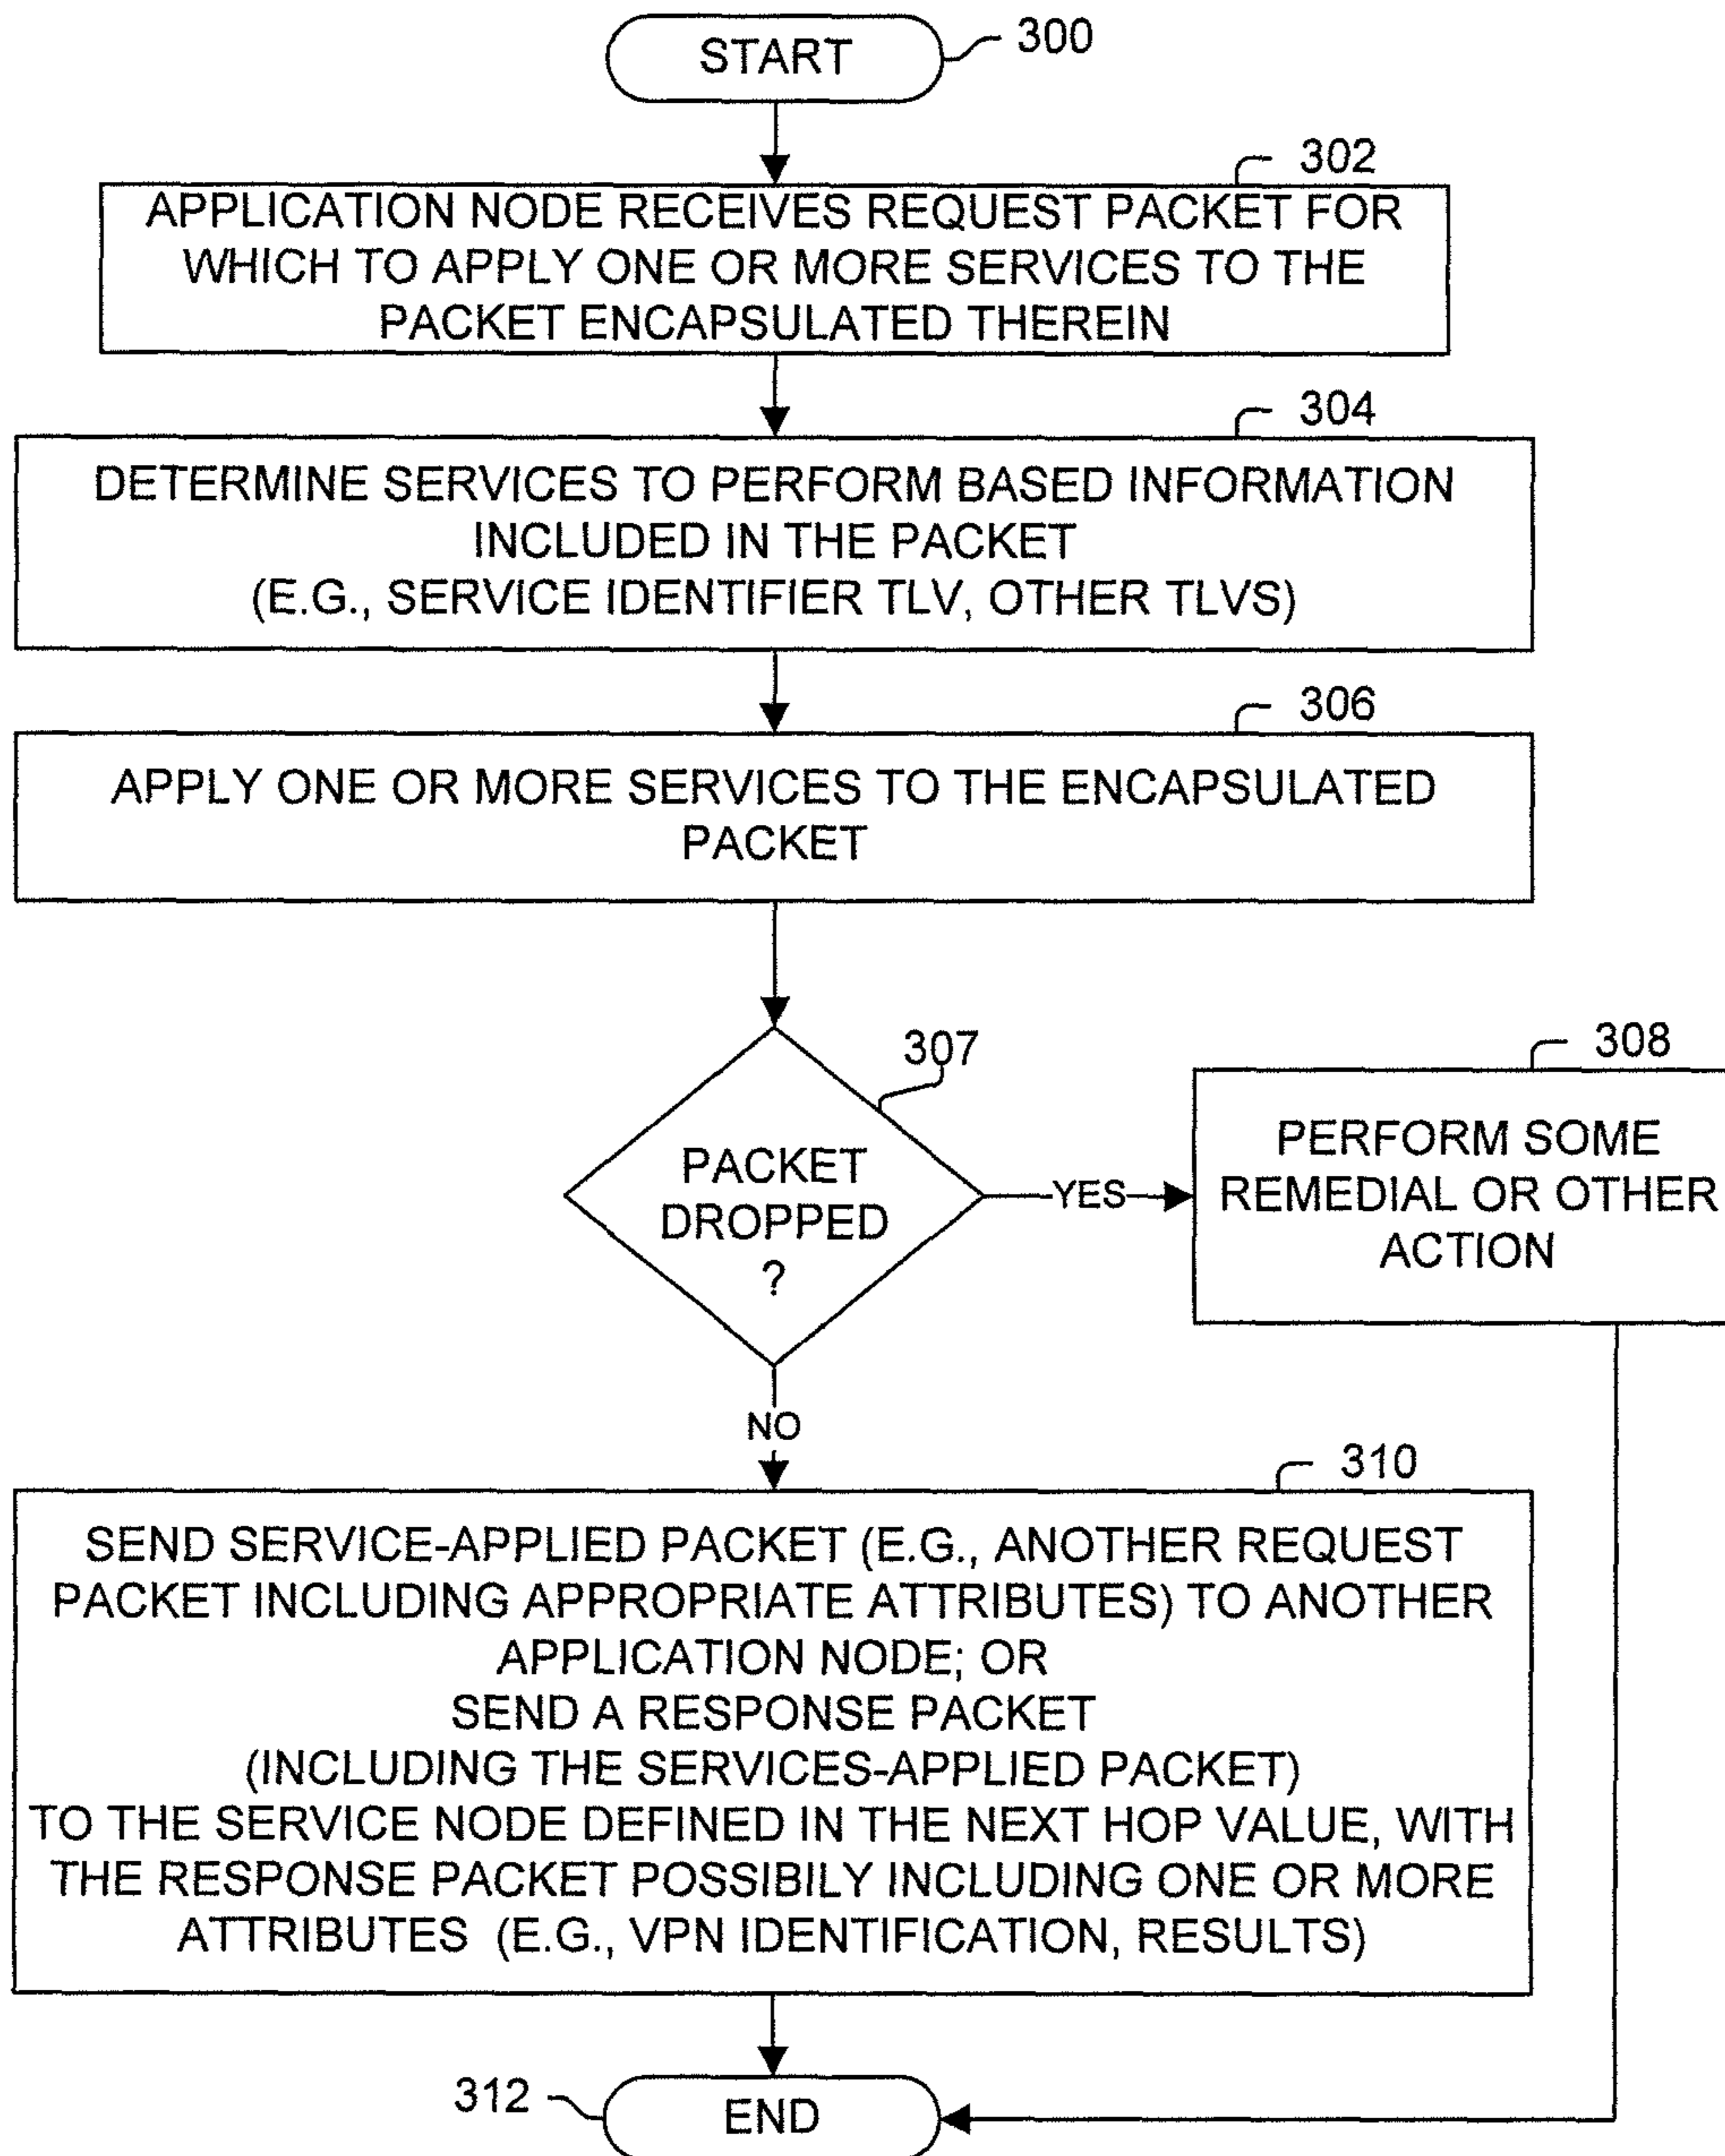 START
300
302
APPLICATION NODE RECEIVES REQUEST PACKET FOR
WHICH TO APPLY ONE OR MORE SERVICES TO THE
PACKET ENCAPSULATED THEREIN
304
DETERMINE SERVICES TO PERFORM BASED INFORMATION
INCLUDED IN THE PACKET
(E.G., SERVICE IDENTIFIER TLV, OTHER TLVS)
306
APPLY ONE OR MORE SERVICES TO THE ENCAPSULATED
PACKET
307
PACKET
DROPPED
?
YES
308
PERFORM SOME
REMEDIAL OR OTHER
ACTION
NO
310
SEND SERVICE-APPLIED PACKET (E.G., ANOTHER REQUEST
PACKET INCLUDING APPROPRIATE ATTRIBUTES) TO ANOTHER
APPLICATION NODE; OR
SEND A RESPONSE PACKET
(INCLUDING THE SERVICES-APPLIED PACKET)
TO THE SERVICE NODE DEFINED IN THE NEXT HOP VALUE, WITH
THE RESPONSE PACKET POSSIBILY INCLUDING ONE OR MORE
ATTRIBUTES (E.G., VPN IDENTIFICATION, RESULTS)
312
END